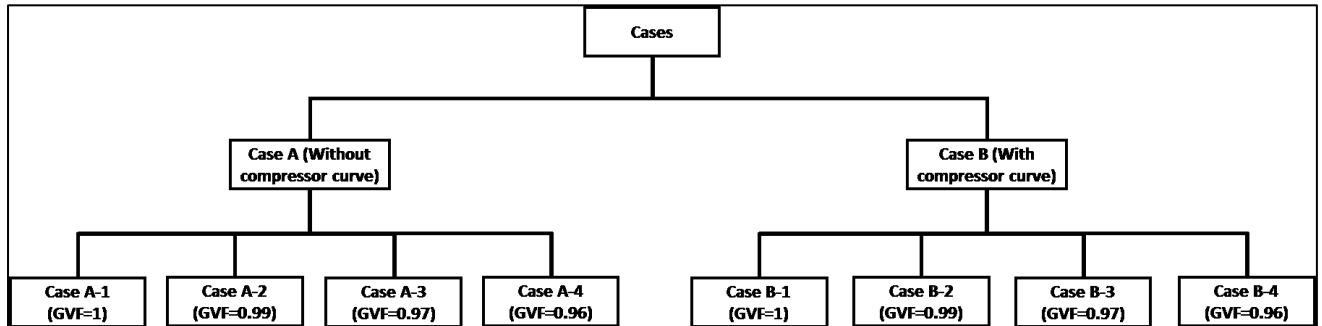 Cases
Case A (Without
compressor curve)
Case B (With
compressor curve)
Case A-1
(GVF=1)
Case A-2
(GVF=0.99)
Case A-3
(GVF=0.97)
Case A-4
(GVF=0.96)
Case B-1
(GVF=1)
Case B-2
(GVF=0.99)
Case B-3
(GVF=0.97)
Case B-4
(GVF=0.96)